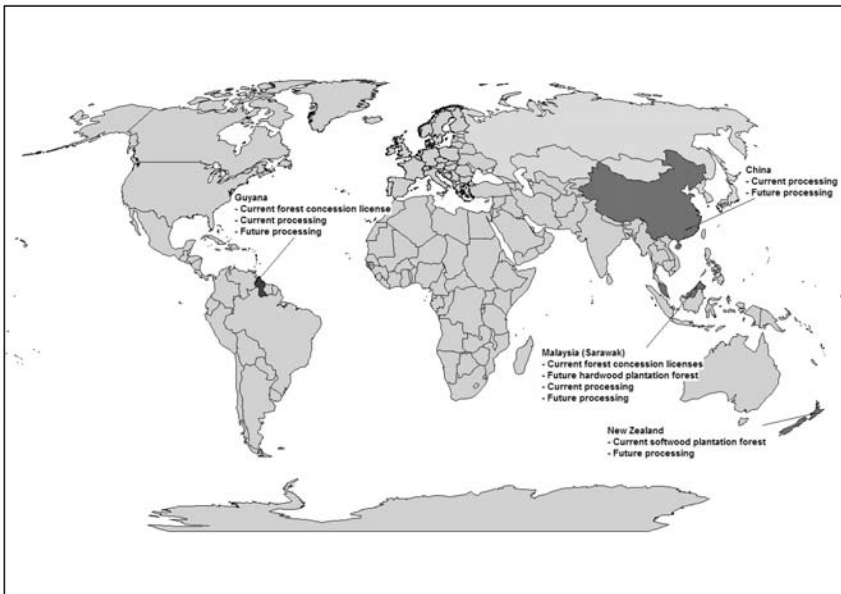 China
- Current processing
- Future processing
Guyana
- Current forest concession license
- Current processing
- Future processing
Malaysia (Sarawak)
- Current forest concession licenses
- Future hardwood plantation forest
- Current processing
- Future processing
New Zealand
- Current softwood plantation forest
- Future processing